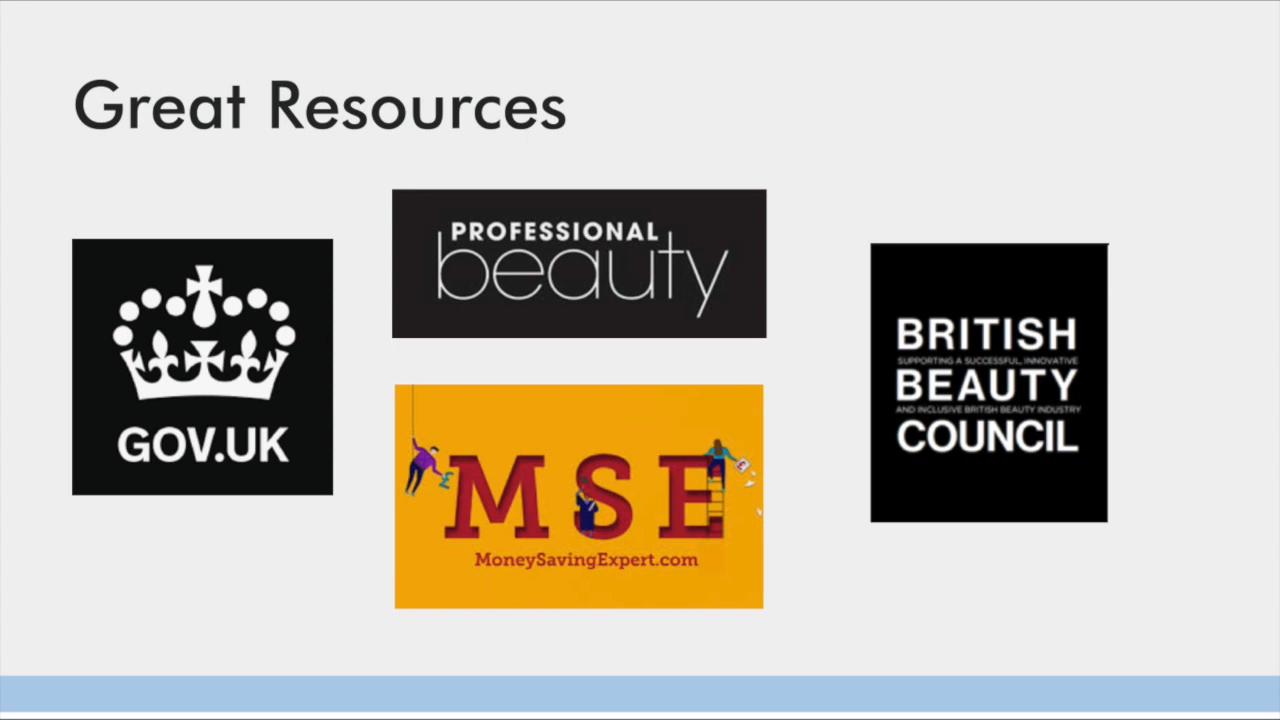 Great Resources
GOV.UK
PROFESSIONAL
beauty
MSE
MoneySavingExpert.com
BRITISH
SUPPORTING A SUCCESSFUL, INNOVATIVE
BEAUTY
AND INCLUSIVE BRITISH BEAUTY INDUSTRY
COUNCIL